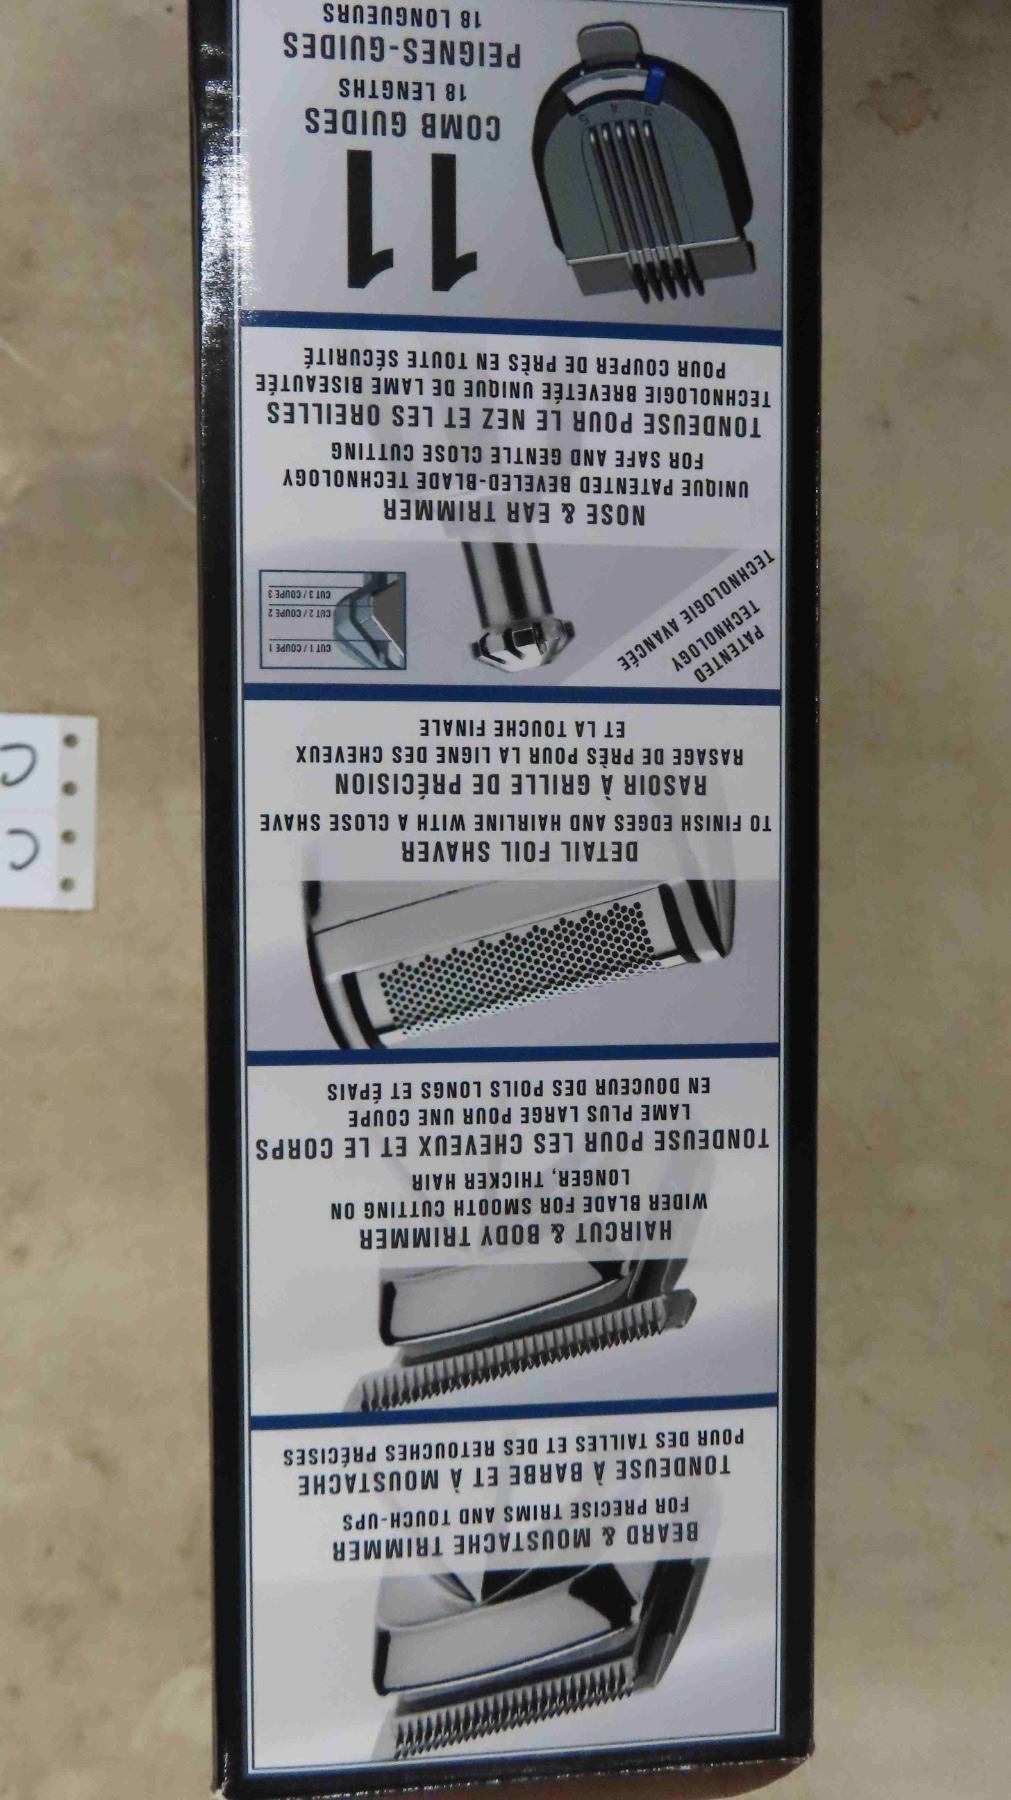 BEARD & MOUSTACHE TRIMMER
FOR PRECISE TRIMS AND TOUCH-UPS
TONDEUSE À BARBE ET À MOUSTACHE
POUR DES TAILLES ET DES RETOUCHES PRÉCISES
HAIRCUT & BODY TRIMMER
WIDER BLADE FOR SMOOTH CUTTING ON
LONGER, THICKER HAIR
TONDEUSE POUR LES CHEVEUX ET LE CORPS
LAME PLUS LARGE POUR UNE COUPE
EN DOUCEUR DES POILS LONGS ET ÉPAIS
DETAIL FOIL SHAVER
TO FINISH EDGES AND HAIRLINE WITH A CLOSE SHAVE
RASOIR À GRILLE DE PRÉCISION
RASAGE DE PRÈS POUR LA LIGNE DES CHEVEUX
ET LA TOUCHE FINALE
PATENTED
TECHNOLOGY
TECHNOLOGIE AVANCÉE
CUT 1 / COUPE 1
CUT 2 / COUPE 2
CUT 3 / COUPE 3
NOSE & EAR TRIMMER
UNIQUE PATENTED BEVELED-BLADE TECHNOLOGY
FOR SAFE AND GENTLE CLOSE CUTTING
TONDEUSE POUR LE NEZ ET LES OREILLES
TECHNOLOGIE BREVETÉE UNIQUE DE LAME BISEAUTÉE
POUR COUPER DE PRÈS EN TOUTE SÉCURITÉ
11
COMB GUIDES
18 LENGTHS
PEIGNES-GUIDES
18 LONGUEURS
3 4 5
C
C